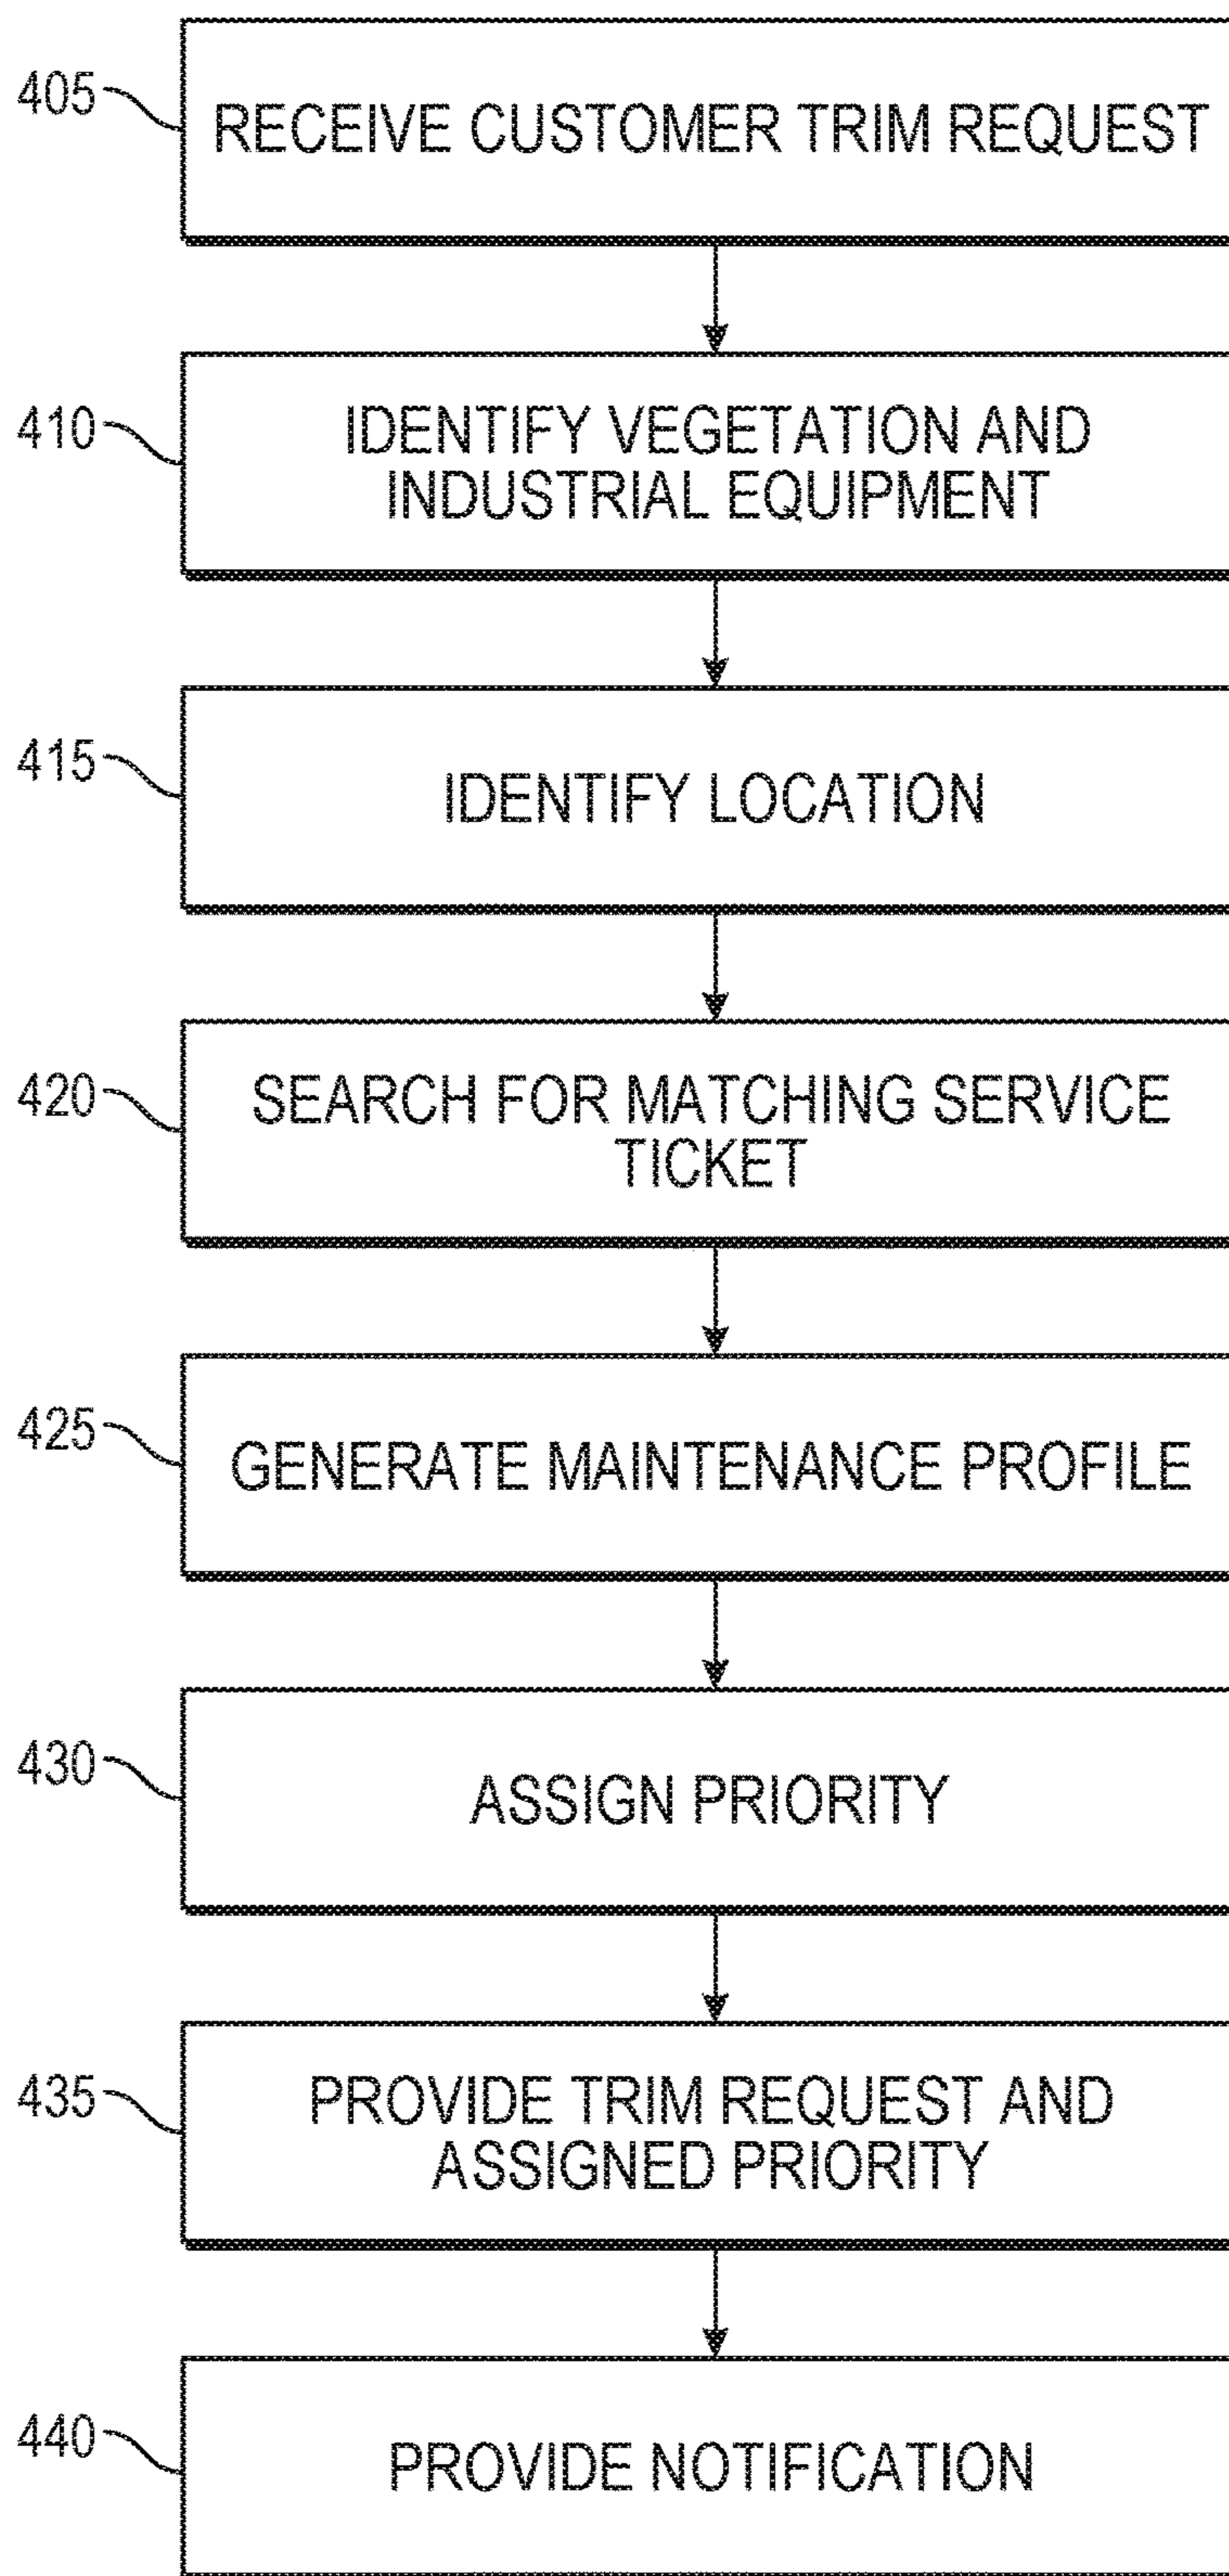 405
RECEIVE CUSTOMER TRIM REQUEST
410
IDENTIFY VEGETATION AND
INDUSTRIAL EQUIPMENT
415
IDENTIFY LOCATION
420
SEARCH FOR MATCHING SERVICE
TICKET
425
GENERATE MAINTENANCE PROFILE
430
ASSIGN PRIORITY
435
PROVIDE TRIM REQUEST AND
ASSIGNED PRIORITY
440
PROVIDE NOTIFICATION